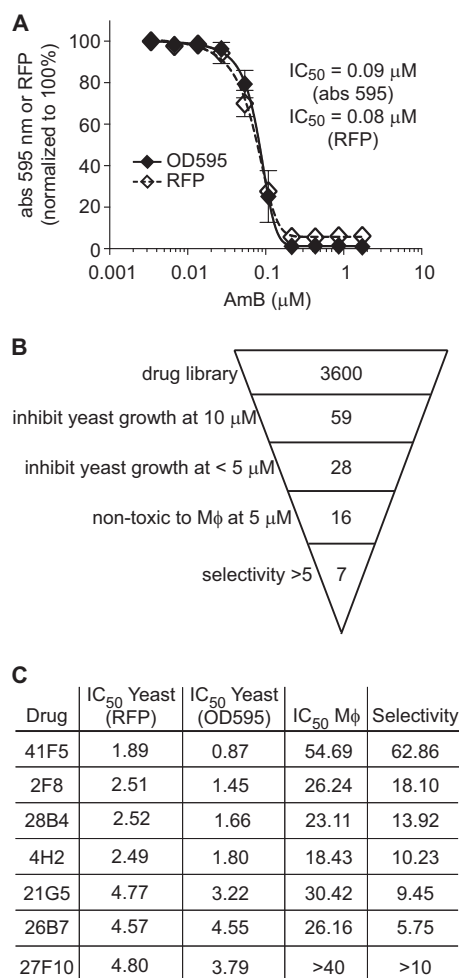 A
abs 595 nm or RFP
(normalized to 100%)
100
80
60
40
20
0
IC50 = 0.09 μM
(abs 595)
IC50 = 0.08 μM
(RFP)
OD595
RFP
0.001 0.01 0.1 1 10
AmB (μM)
B
drug library 3600
inhibit yeast growth at 10 μM 59
inhibit yeast growth at < 5 μM 28
non-toxic to Mϕ at 5 μM 16
selectivity >5 7
C
Drug IC50 Yeast (RFP) IC50 Yeast (OD595) IC50 Mϕ Selectivity
41F5 1.89 0.87 54.69 62.86
2F8 2.51 1.45 26.24 18.10
28B4 2.52 1.66 23.11 13.92
4H2 2.49 1.80 18.43 10.23
21G5 4.77 3.22 30.42 9.45
26B7 4.57 4.55 26.16 5.75
27F10 4.80 3.79 >40 >10